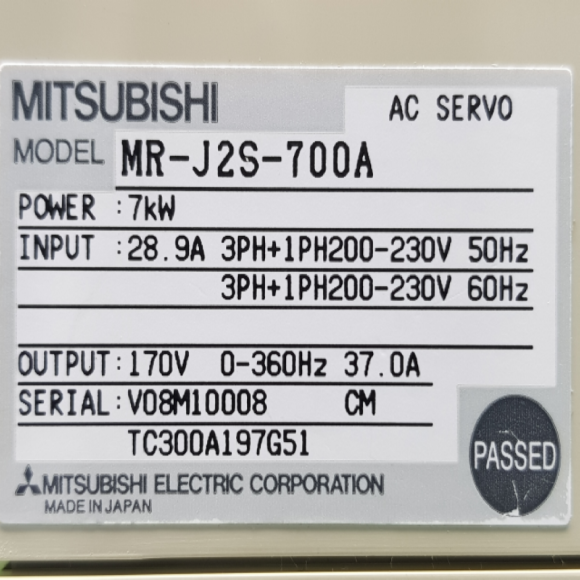 MITSUBISHI
AC SERVO
MODEL MR-J2S-700A
POWER :7kW
INPUT :28.9A 3PH+1PH200-230V 50Hz
3PH+1PH200-230V 60Hz
OUTPUT:170V 0-360Hz 37.0A
SERIAL:V08M10008 CM
TC300A197G51
PASSED
MITSUBISHI ELECTRIC CORPORATION
MADE IN JAPAN